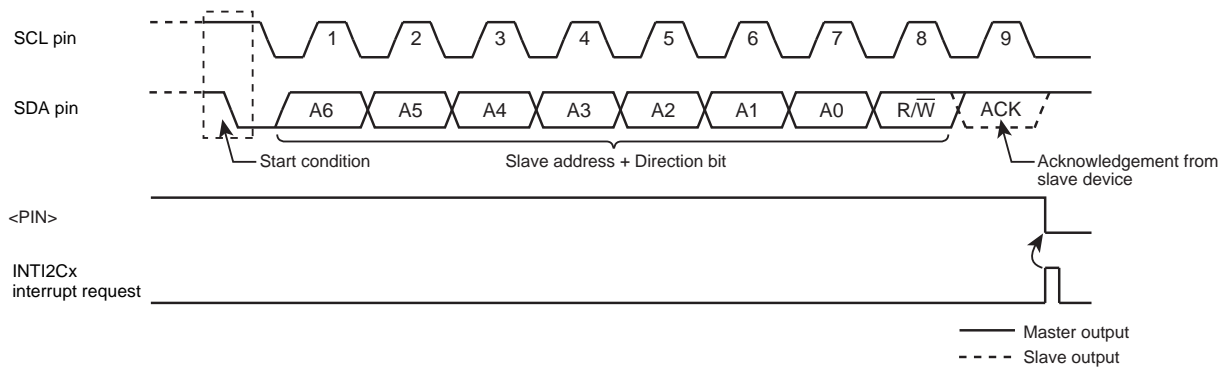 SCL pin
1 2 3 4 5 6 7 8 9
SDA pin
A6 A5 A4 A3 A2 A1 A0 R/W̅ ACK
Start condition
Slave address + Direction bit
Acknowledgement from
slave device
<PIN>
INTI2Cx
interrupt request
Master output
Slave output